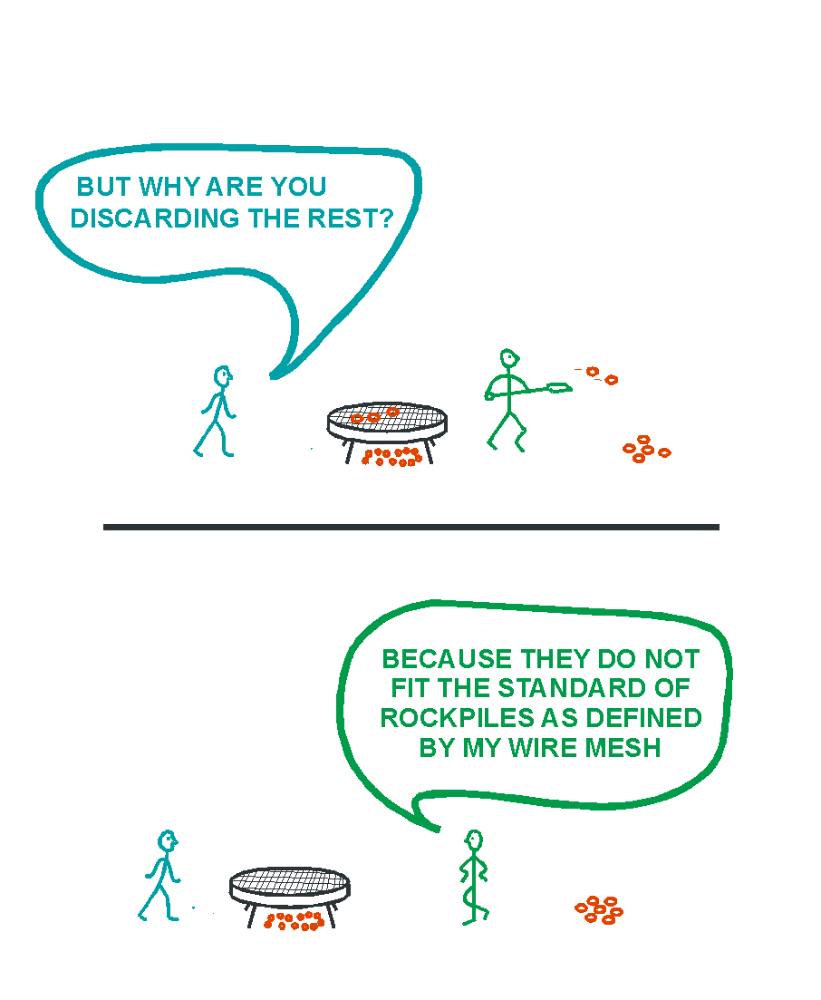 BUT WHY ARE YOU
DISCARDING THE REST?
BECAUSE THEY DO NOT
FIT THE STANDARD OF
ROCKPILES AS DEFINED
BY MY WIRE MESH